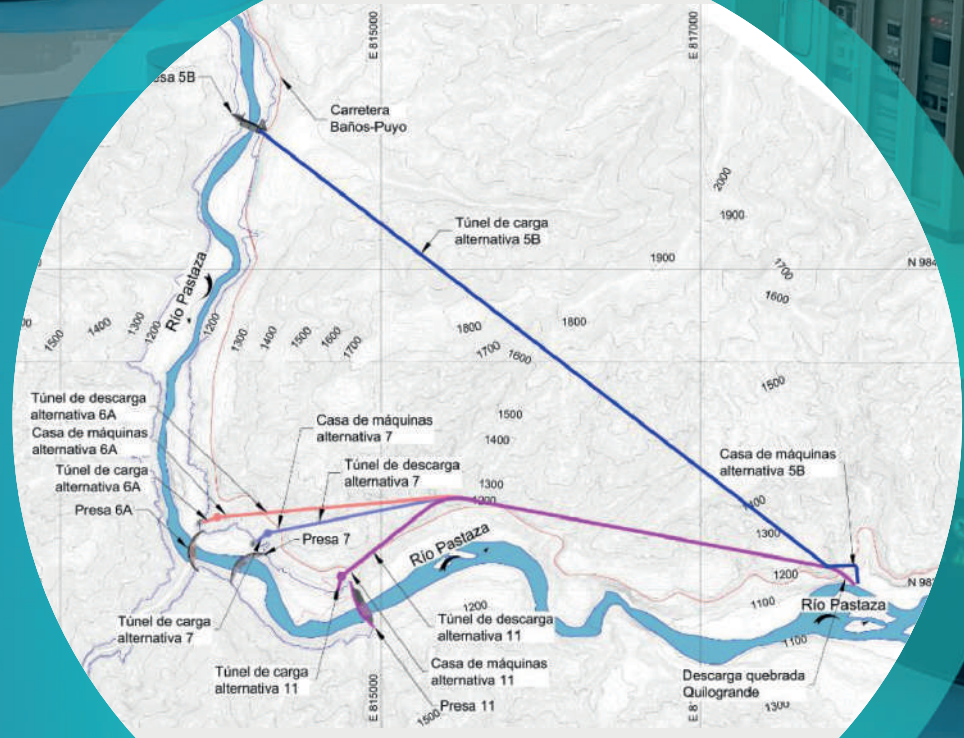 E 815000
E 817000
esa 5B
Carretera
Baños-Puyo
2000
1900
Túnel de carga
alternativa 5B
1900
1700
1600
N 984
Río Pastaza
1500
1400
1300
1200
1200
1300
1400
1500
1600
1700
1800
1700
1600
1800
1500
Túnel de descarga
alternativa 6A
Casa de máquinas
alternativa 6A
Túnel de carga
alternativa 6A
Presa 6A
Casa de máquinas
alternativa 7
Túnel de descarga
alternativa 7
Presa 7
1500
1400
1300
1200
Casa de máquinas
alternativa 5B
1400
1300
1200
1100
N 982
Río Pastaza
Río Pastaza
1200
1100
Túnel de carga
alternativa 7
Túnel de descarga
alternativa 11
Túnel de carga
alternativa 11
Casa de máquinas
alternativa 11
Presa 11
E 815000
1500
Descarga quebrada
Quilogrande
E 81
1300